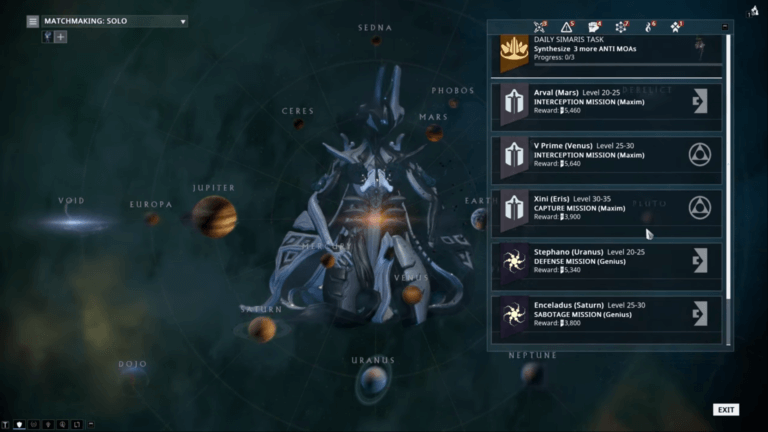 MATCHMAKING: SOLO
SEDNA
DAILY SIMARIS TASK
Synthesize 3 more ANTI MOAs
Progress: 0/3
PHOBOS
CERES
MARS
Arval (Mars) Level 20-25
INTERCEPTION MISSION (Maxim)
Reward: 5,460
V Prime (Venus) Level 25-30
INTERCEPTION MISSION (Maxim)
Reward: 5,640
JUPITER
VOID
EUROPA
EARTH
Xini (Eris) Level 30-35
CAPTURE MISSION (Maxim)
Reward: 3,900
PLUTO
MERCURY
VENUS
Stephano (Uranus) Level 20-25
DEFENSE MISSION (Genius)
Reward: 5,340
SATURN
Enceladus (Saturn) Level 25-30
SABOTAGE MISSION (Genius)
Reward: 3,800
DOJO
URANUS
NEPTUNE
EXIT